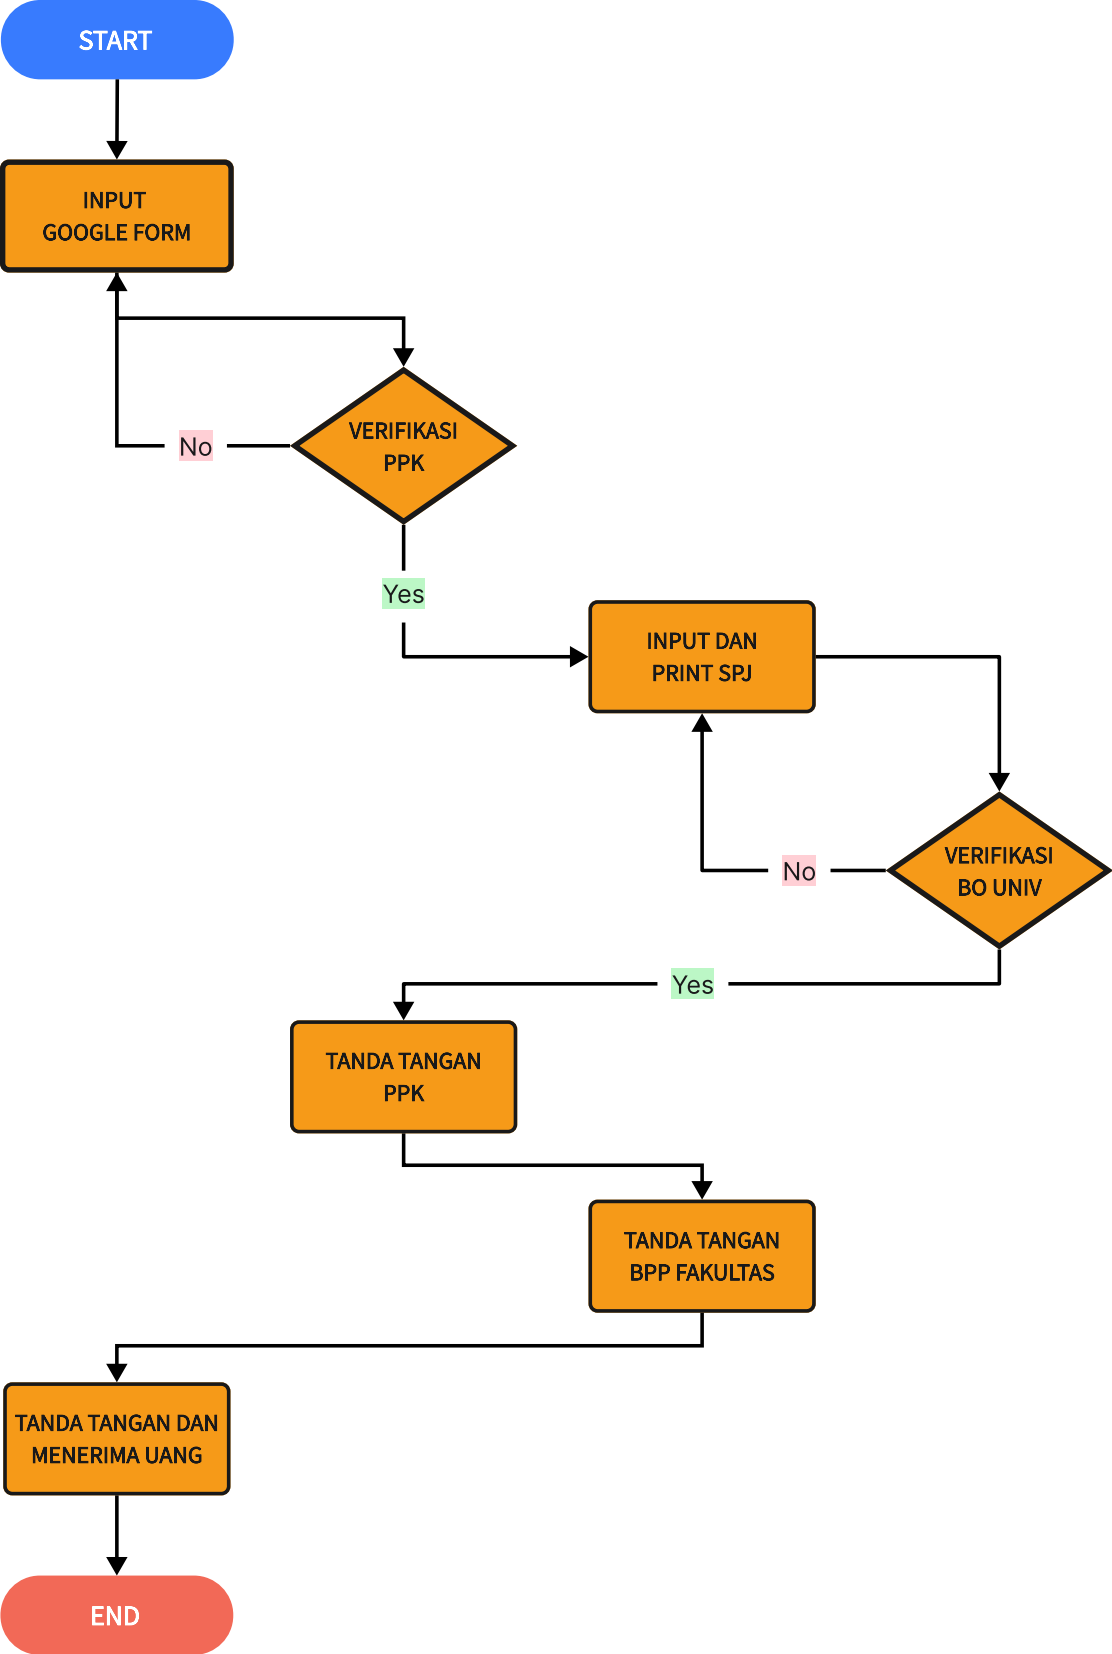 START
INPUT
GOOGLE FORM
VERIFIKASI
PPK
No
Yes
INPUT DAN
PRINT SPJ
VERIFIKASI
BO UNIV
No
Yes
TANDA TANGAN
PPK
TANDA TANGAN
BPP FAKULTAS
TANDA TANGAN DAN
MENERIMA UANG
END